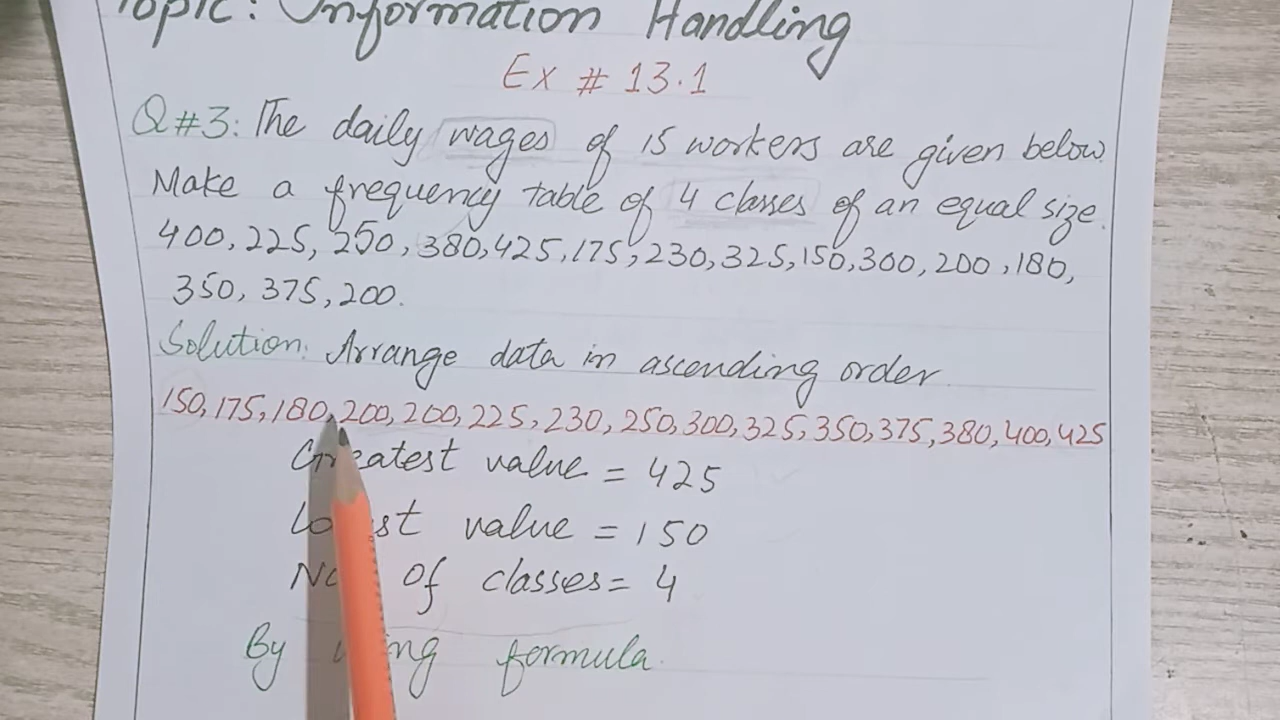 Topic: Information Handling
Ex # 13.1
Q#3: The daily wages of 15 workers are given below.
Make a frequency table of 4 classes of an equal size.
400, 225, 250, 380, 425, 175, 230, 325, 150, 300, 200, 180,
350, 375, 200.
Solution: Arrange data in ascending order
150, 175, 180, 200, 200, 225, 230, 250, 300, 325, 350, 375, 380, 400, 425
Greatest value = 425
value = 150
of classes = 4
By formula.